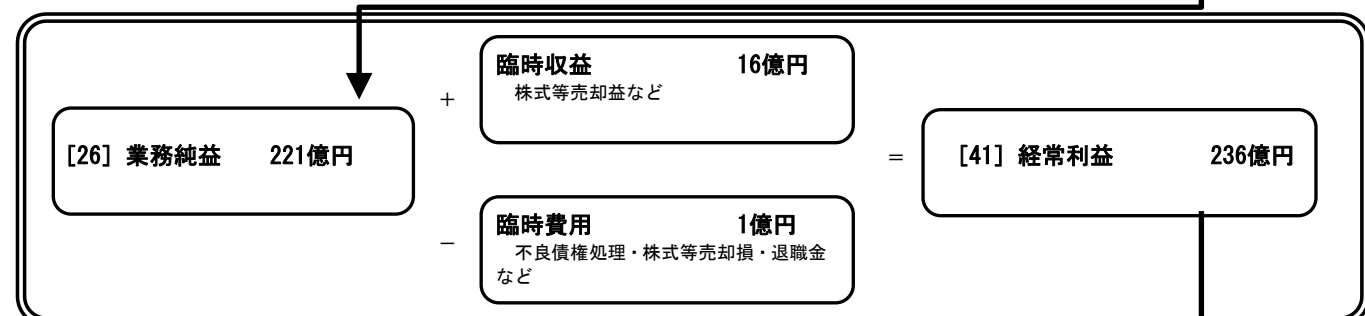 臨時収益 16億円
株式等売却益など
+
[26] 業務純益 221億円
=
[41] 経常利益 236億円
−
臨時費用 1億円
不良債権処理・株式等売却損・退職金
など